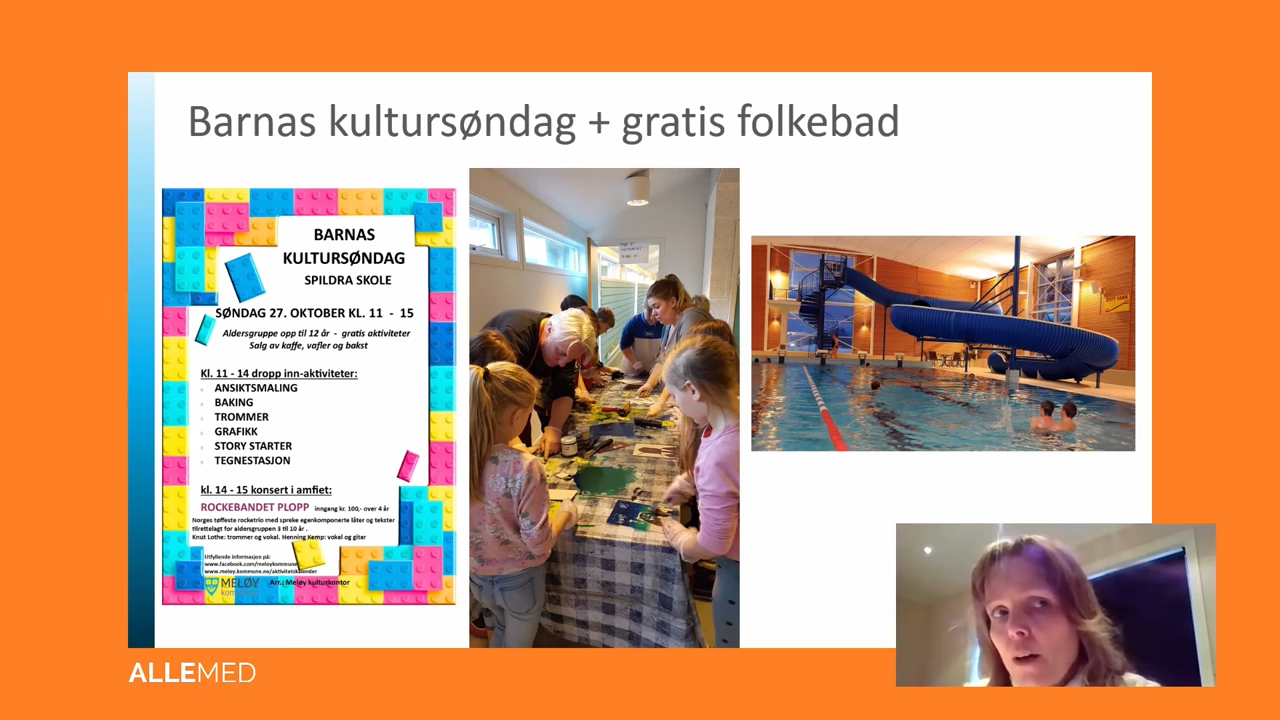 Barnas kultursøndag + gratis folkebad
BARNAS
KULTURSØNDAG
SPILDRA SKOLE
SØNDAG 27. OKTOBER KL. 11 - 15
Aldersgruppe opp til 12 år - gratis aktiviteter
Salg av kaffe, vafler og bakst
Kl. 11 - 14 dropp inn-aktiviteter:
ANSIKTSMALING
BAKING
TROMMER
GRAFIKK
STORY STARTER
TEGNESTASJON
kl. 14 - 15 konsert i amfiet:
ROCKEBANDET PLOPP inngang kr. 100,- over 4 år
Norges tøffeste rocketrio med spreke egenkomponerte låter og tekster
tilrettelagt for aldersgruppen 3 til 10 år.
Knut Lothe: trommer og vokal. Henning Kemp: vokal og gitar
Utfyllende informasjon på:
www.facebook.com/meloykommune
www.meloy.kommune.no/aktivitetskalender
MELØY
kommune
Arr.: Meløy kulturkontor
ALLEMED